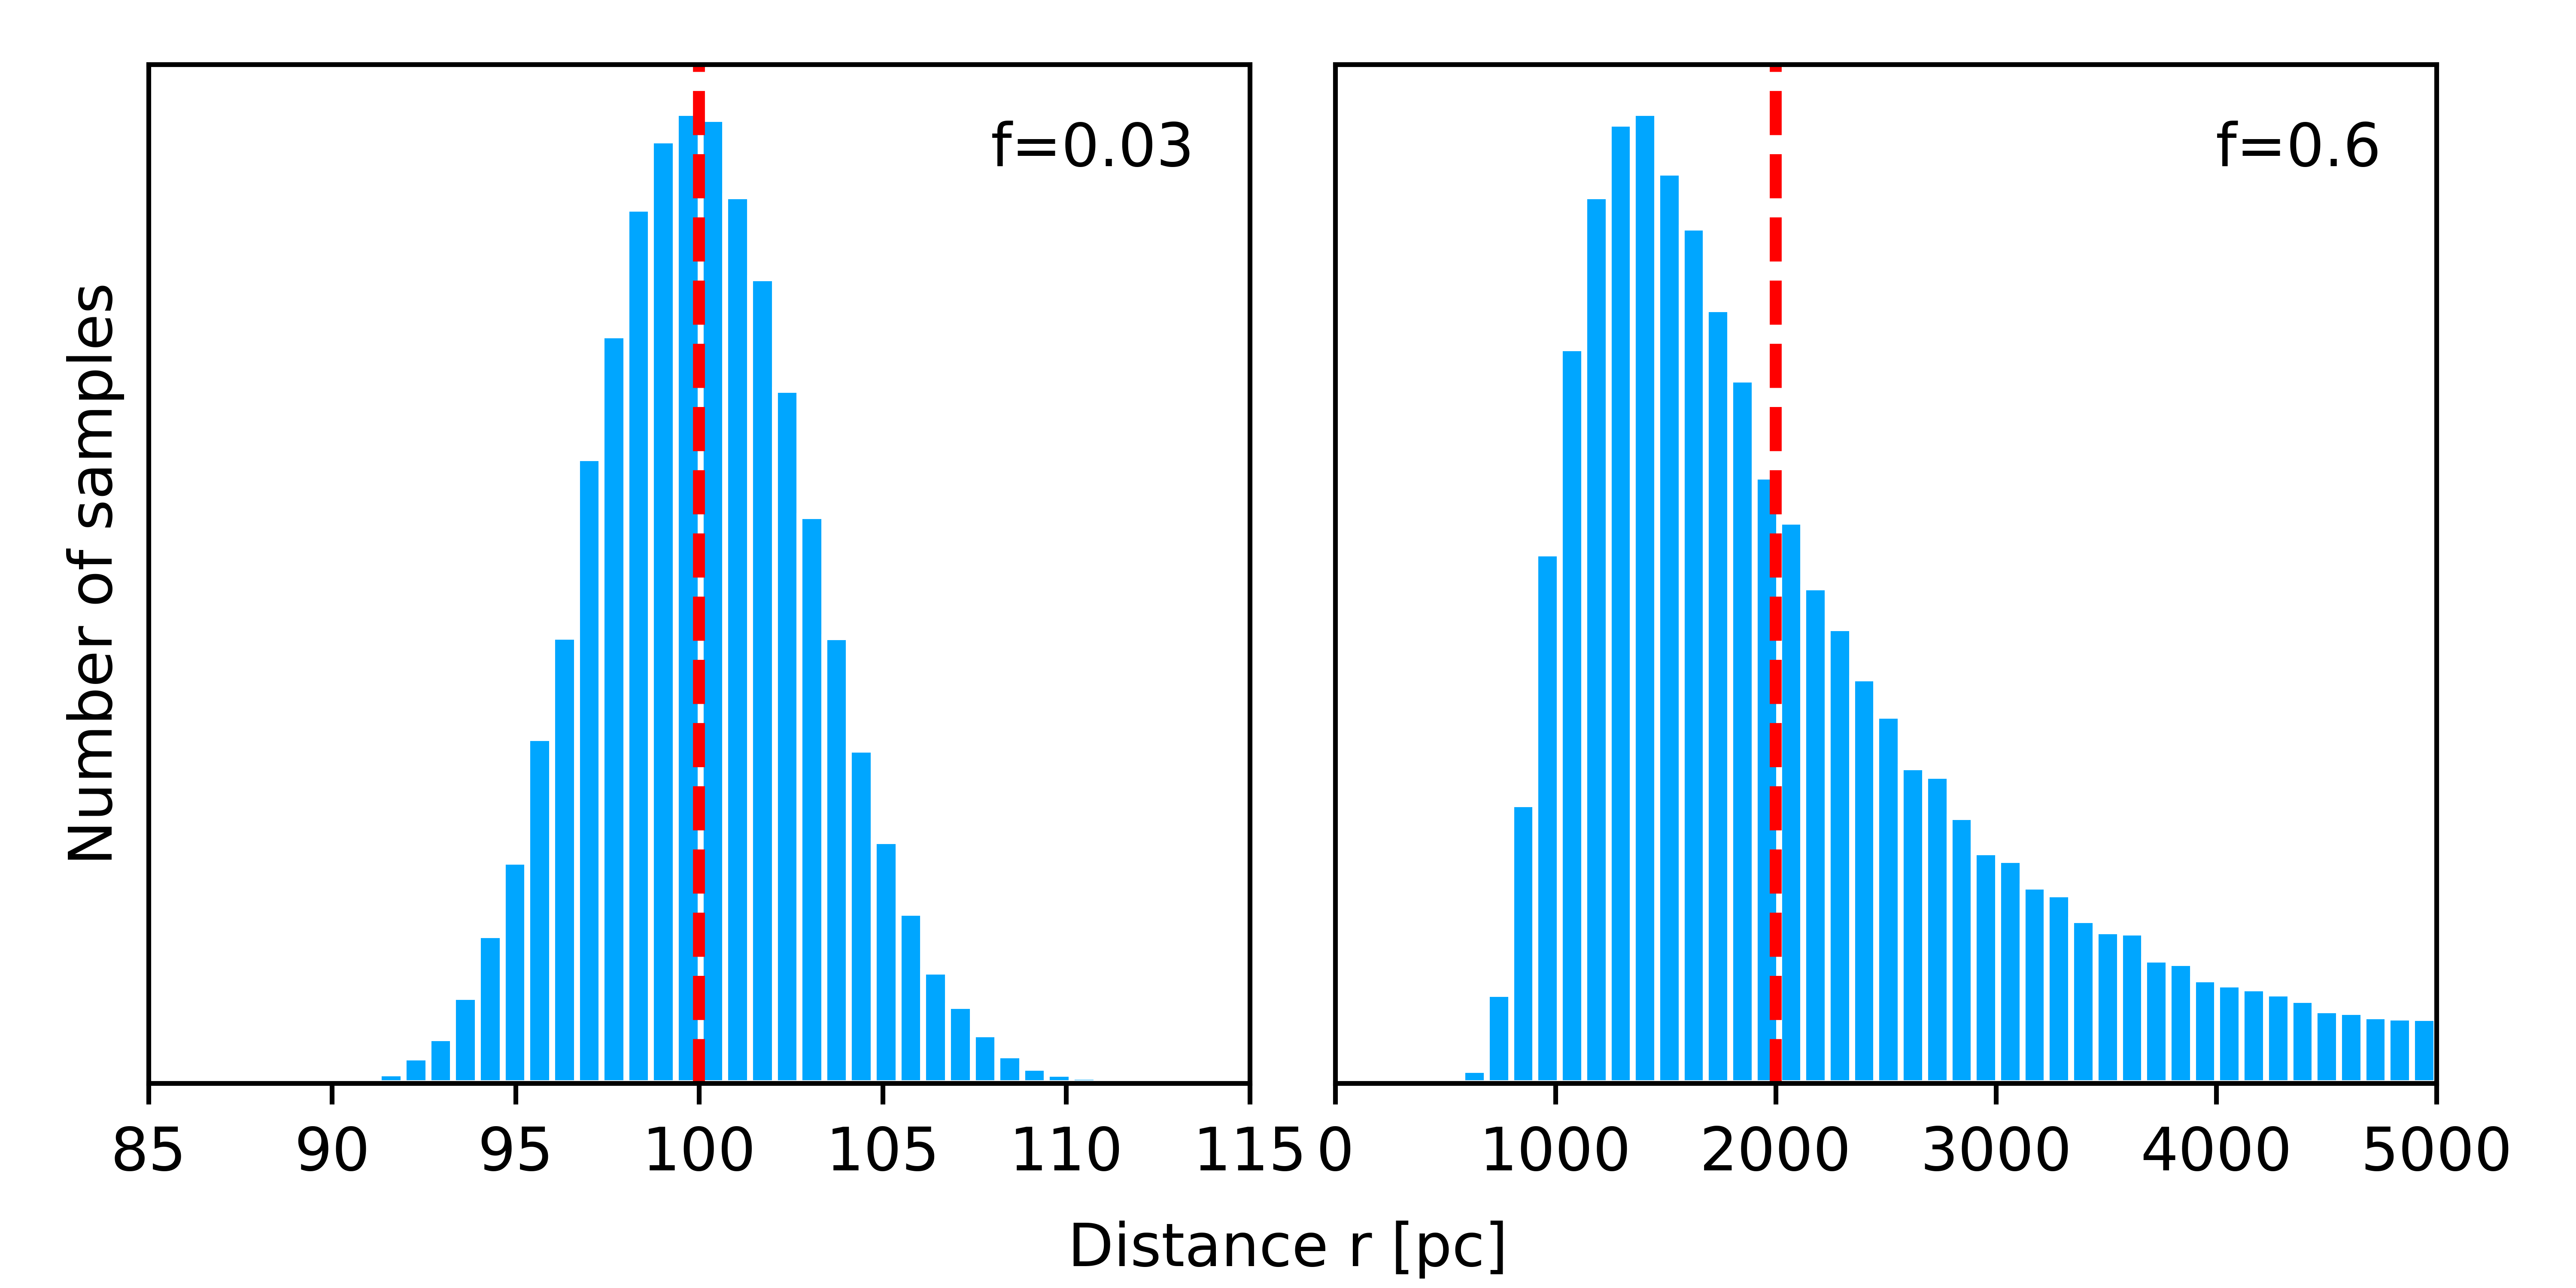 f=0.03
f=0.6
Number of samples
85 90 95 100 105 110 115
0 1000 2000 3000 4000 5000
Distance r [pc]